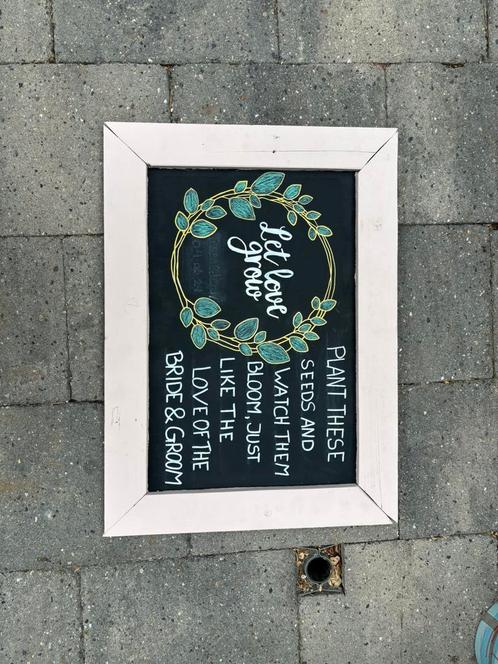 Let love
grow
PLANT THESE
SEEDS AND
WATCH THEM
BLOOM, JUST
LIKE THE
LOVE OF THE
BRIDE & GROOM